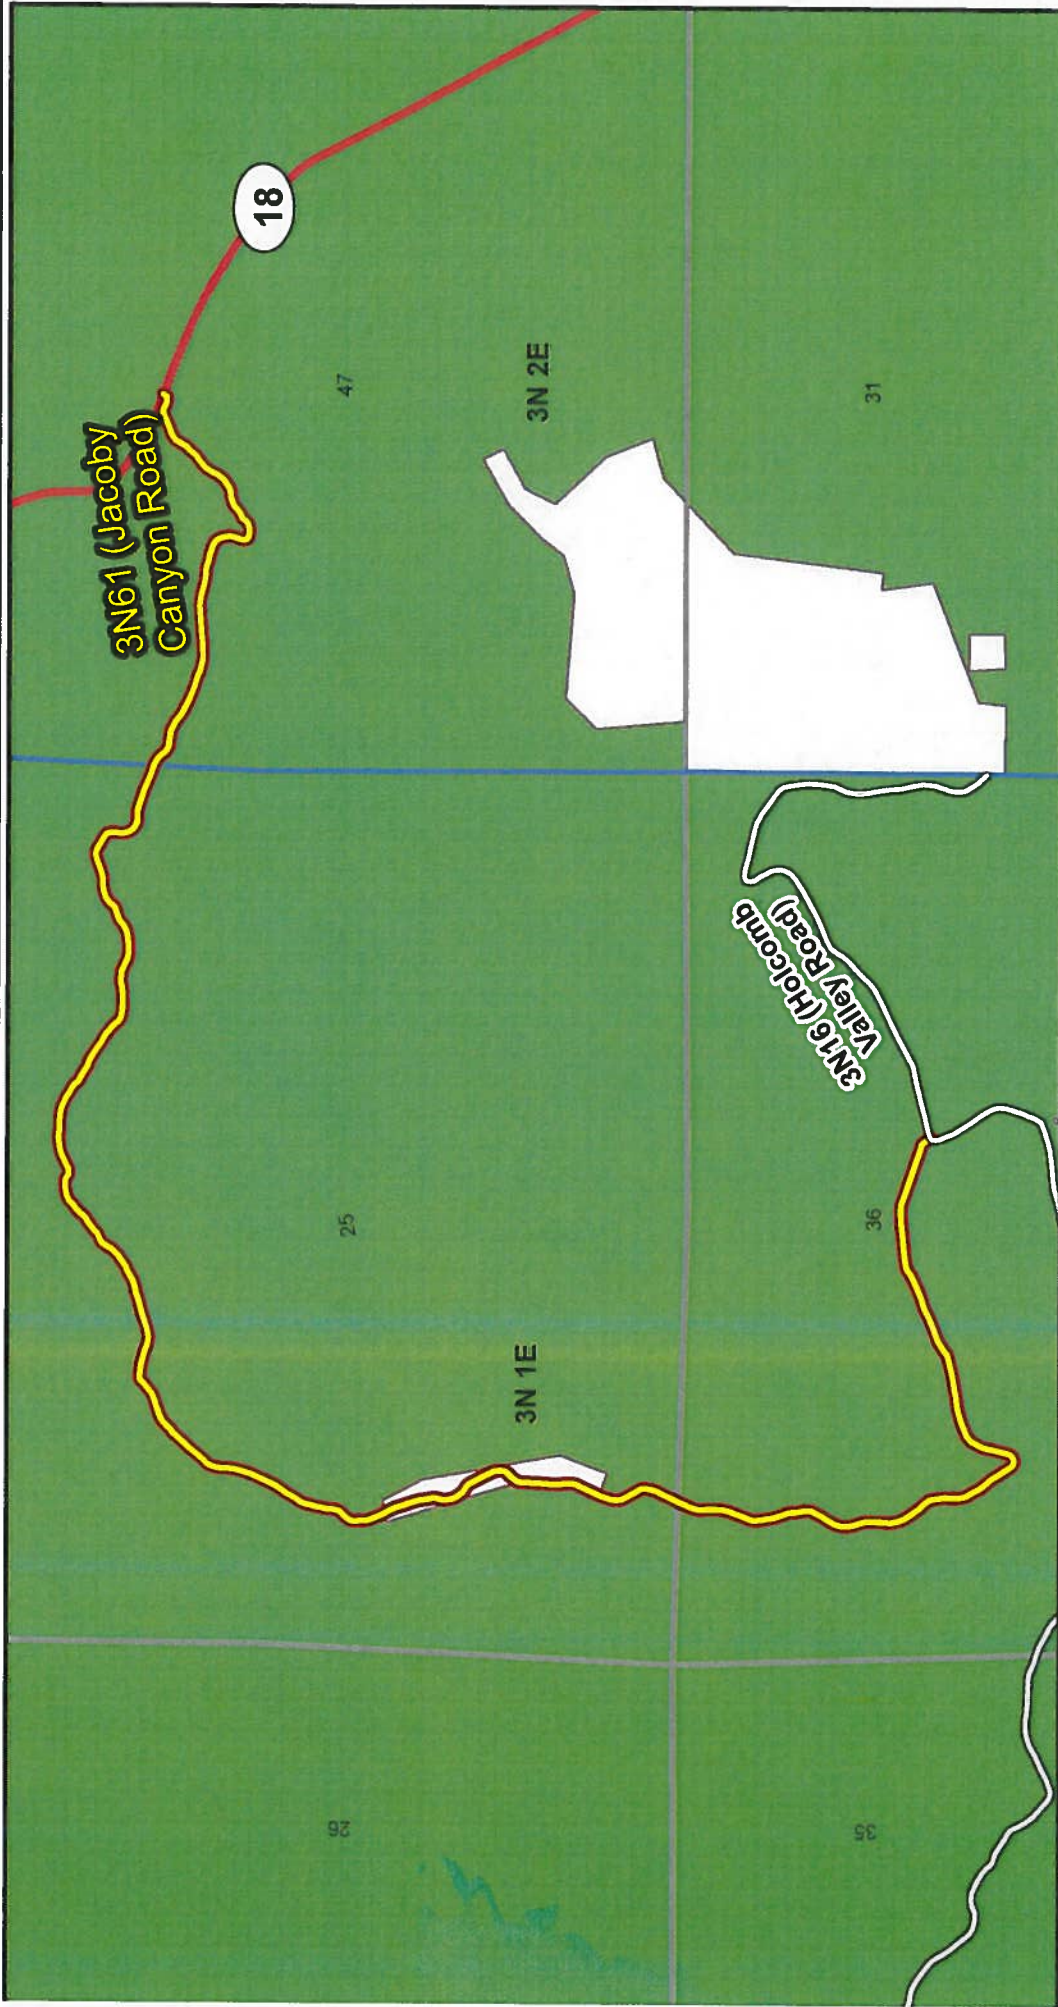 3N61 (Jacoby
Canyon Road)
18
47
3N 2E
31
3N16 (Holcomb
Valley Road)
25
36
3N 1E
26
35